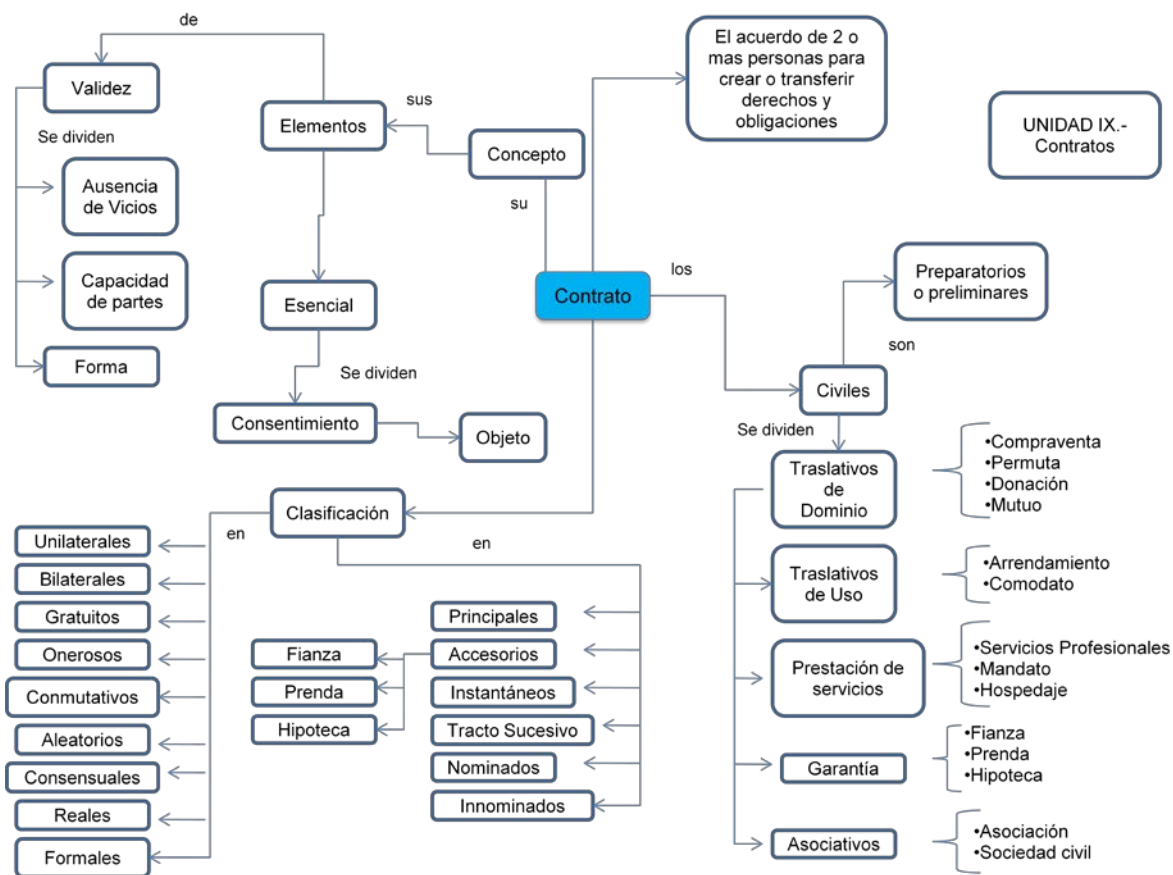 de
El acuerdo de 2 o
mas personas para
crear o transferir
derechos y
obligaciones
UNIDAD IX.-
Contratos
Validez
sus
Elementos
Concepto
Se dividen
su
Ausencia
de Vicios
Capacidad
de partes
Forma
Esencial
Contrato
los
Preparatorios
o preliminares
son
Se dividen
Consentimiento
Objeto
Civiles
Se dividen
Traslativos
de
Dominio
•Compraventa
•Permuta
•Donación
•Mutuo
Traslativos
de Uso
•Arrendamiento
•Comodato
Prestación de
servicios
•Servicios Profesionales
•Mandato
•Hospedaje
Garantía
•Fianza
•Prenda
•Hipoteca
Asociativos
•Asociación
•Sociedad civil
Clasificación
en
en
Unilaterales
Bilaterales
Gratuitos
Onerosos
Conmutativos
Aleatorios
Consensuales
Reales
Formales
Principales
Accesorios
Instantáneos
Tracto Sucesivo
Nominados
Innominados
Fianza
Prenda
Hipoteca